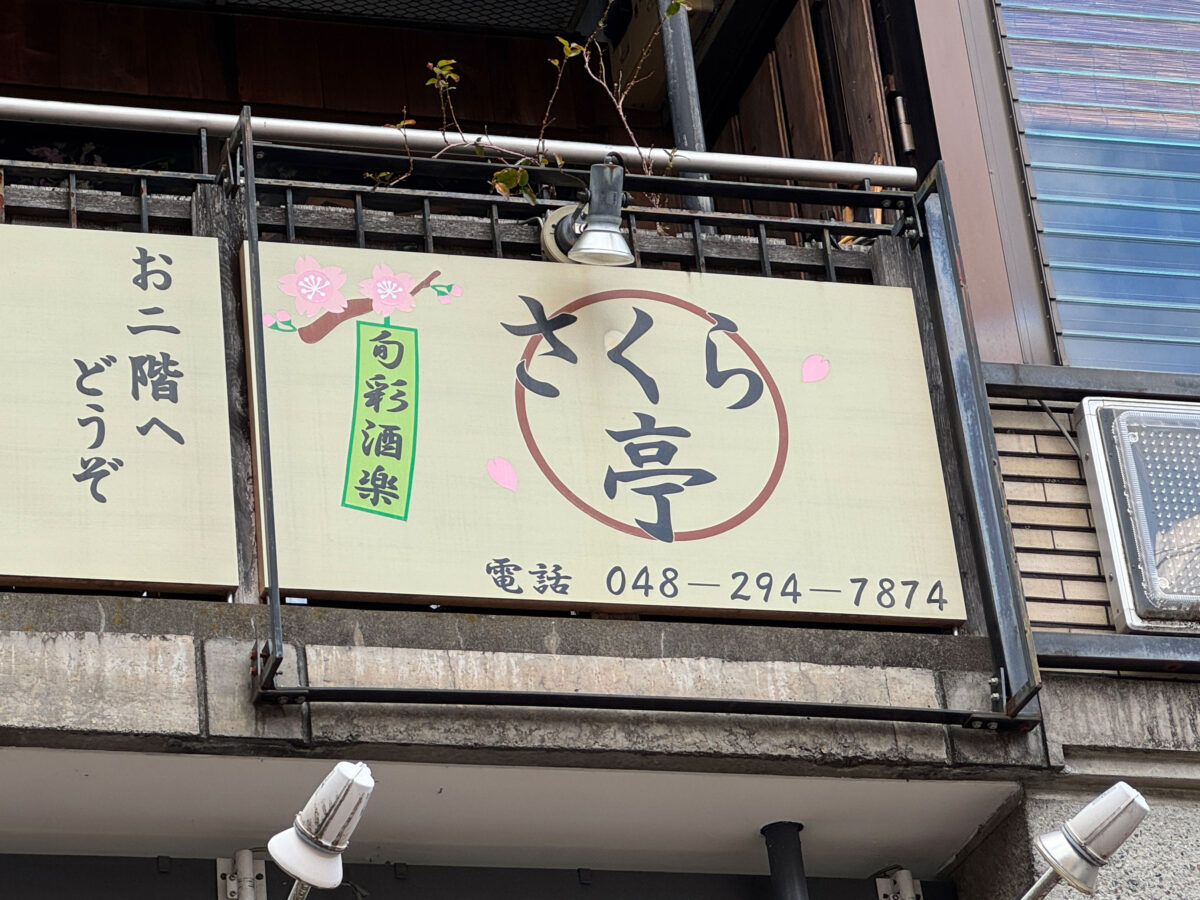 お二階へ
どうぞ
旬彩酒楽
さくら
亭
電話 048-294-7874